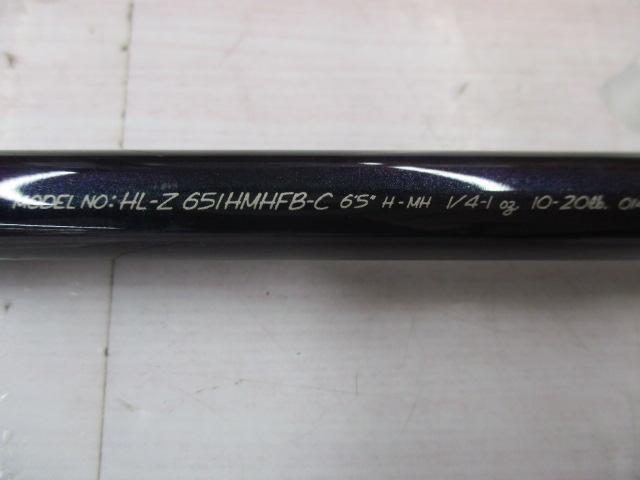 MODEL NO: HL-Z 651HMHFB-C 6'5" H-MH 1/4-1 oz 10-20lb.